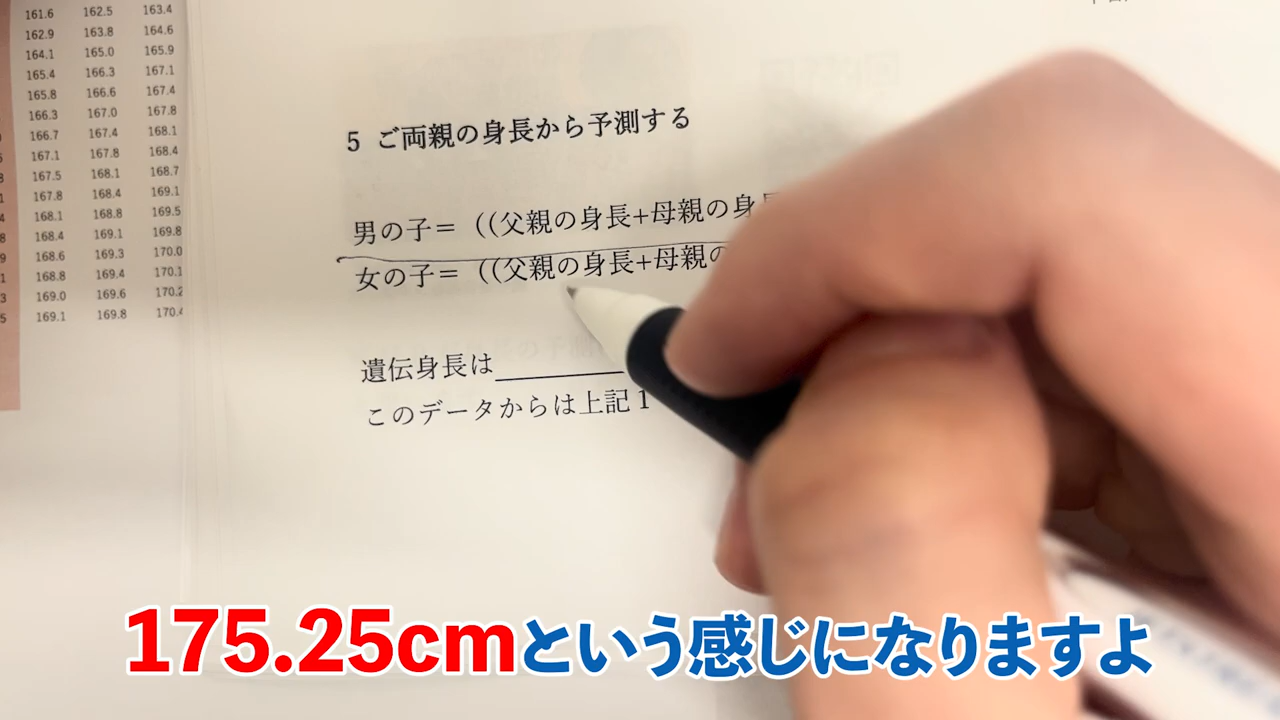 161.6 162.5 163.4
162.9 163.8 164.6
164.1 165.0 165.9
165.4 166.3 167.1
165.8 166.6 167.4
166.3 167.0 167.8
166.7 167.4 168.1
167.1 167.8 168.4
167.5 168.1 168.7
167.8 168.4 169.1
168.1 168.8 169.5
168.4 169.1 169.8
168.6 169.3 170.0
168.8 169.4 170.1
169.0 169.6 170.2
169.1 169.8 170.4
5 ご両親の身長から予測する
男の子＝ ((父親の身長+母親の身長
女の子＝ ((父親の身長+母親の
遺伝身長は
このデータからは上記1
175.25cmという感じになりますよ